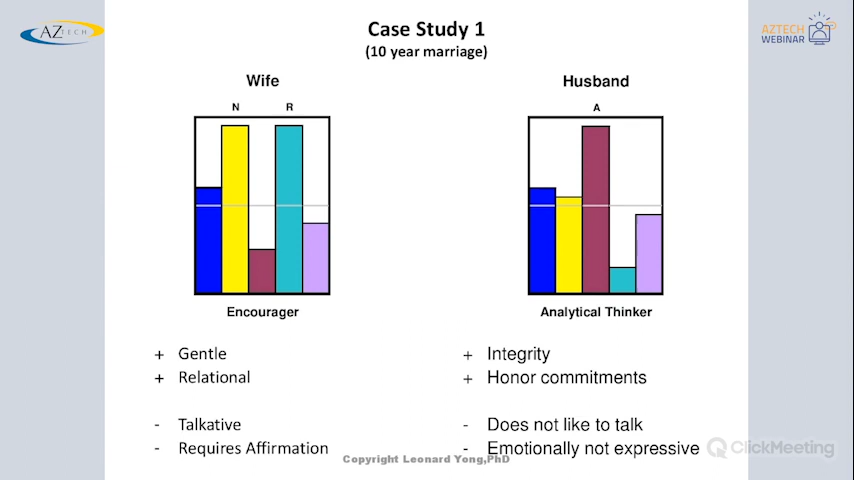 AZTECH
Case Study 1
(10 year marriage)
AZTECH
WEBINAR
Wife
Husband
N
R
A
Encourager
Analytical Thinker
+ Gentle
+ Relational
- Talkative
- Requires Affirmation
+ Integrity
+ Honor commitments
- Does not like to talk
- Emotionally not expressive
Copyright Leonard Yong,PhD
ClickMeeting